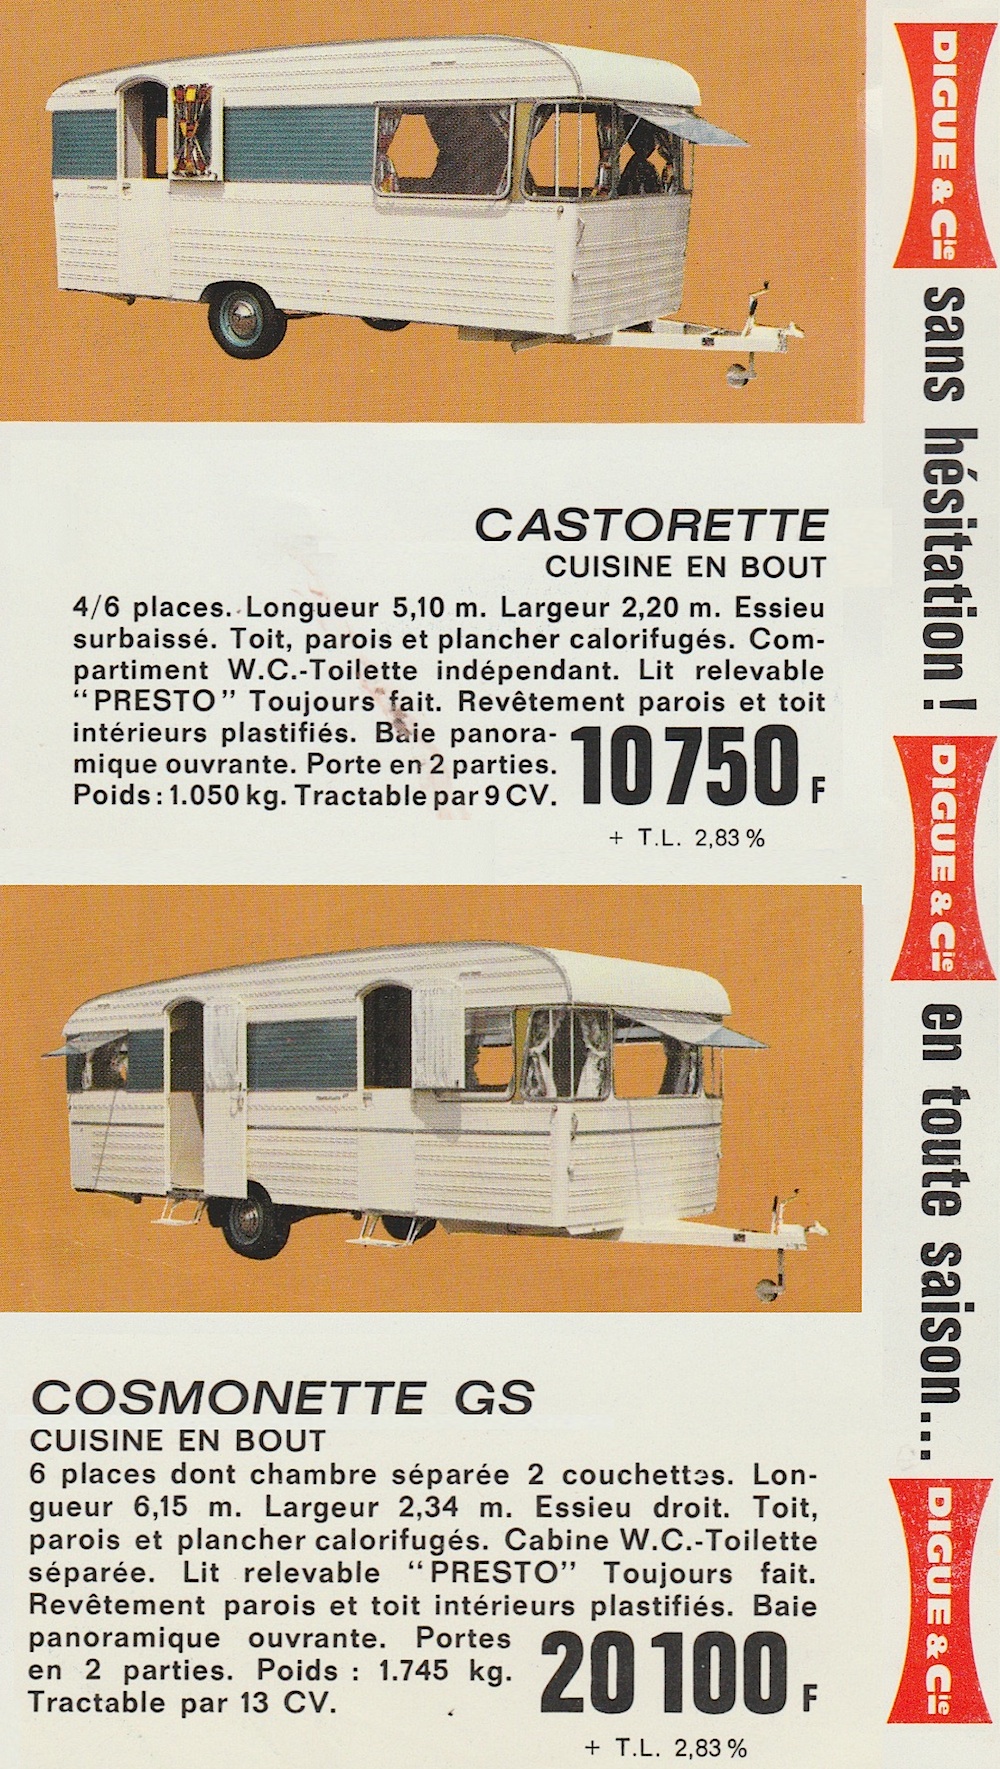 CASTORETTE
CUISINE EN BOUT
4/6 places. Longueur 5,10 m. Largeur 2,20 m. Essieu
surbaissé. Toit, parois et plancher calorifugés. Com-
partiment W.C.-Toilette indépendant. Lit relevable
“PRESTO” Toujours fait. Revêtement parois et toit
intérieurs plastifiés. Baie panora-
mique ouvrante. Porte en 2 parties.
Poids : 1.050 kg. Tractable par 9 CV.
10 750 F
+ T.L. 2,83 %
COSMONETTE GS
CUISINE EN BOUT
6 places dont chambre séparée 2 couchettes. Lon-
gueur 6,15 m. Largeur 2,34 m. Essieu droit. Toit,
parois et plancher calorifugés. Cabine W.C.-Toilette
séparée. Lit relevable “PRESTO” Toujours fait.
Revêtement parois et toit intérieurs plastifiés. Baie
panoramique ouvrante. Portes
en 2 parties. Poids : 1.745 kg.
Tractable par 13 CV.
20 100 F
+ T.L. 2,83 %
DIGUE & Cie
sans hésitation !
DIGUE & Cie
en toute saison...
DIGUE & Cie